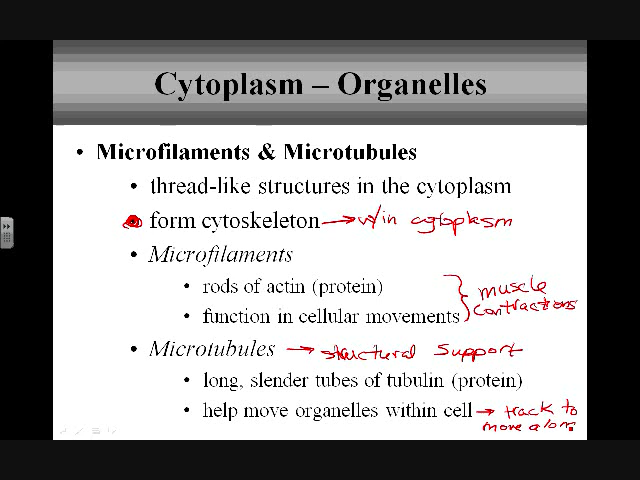 Cytoplasm – Organelles
• Microfilaments & Microtubules
• thread-like structures in the cytoplasm
• form cytoskeleton → w/in cytoplasm
• Microfilaments
• rods of actin (protein)
• function in cellular movements } muscle contractions
• Microtubules → structural support
• long, slender tubes of tubulin (protein)
• help move organelles within cell → track to
move along